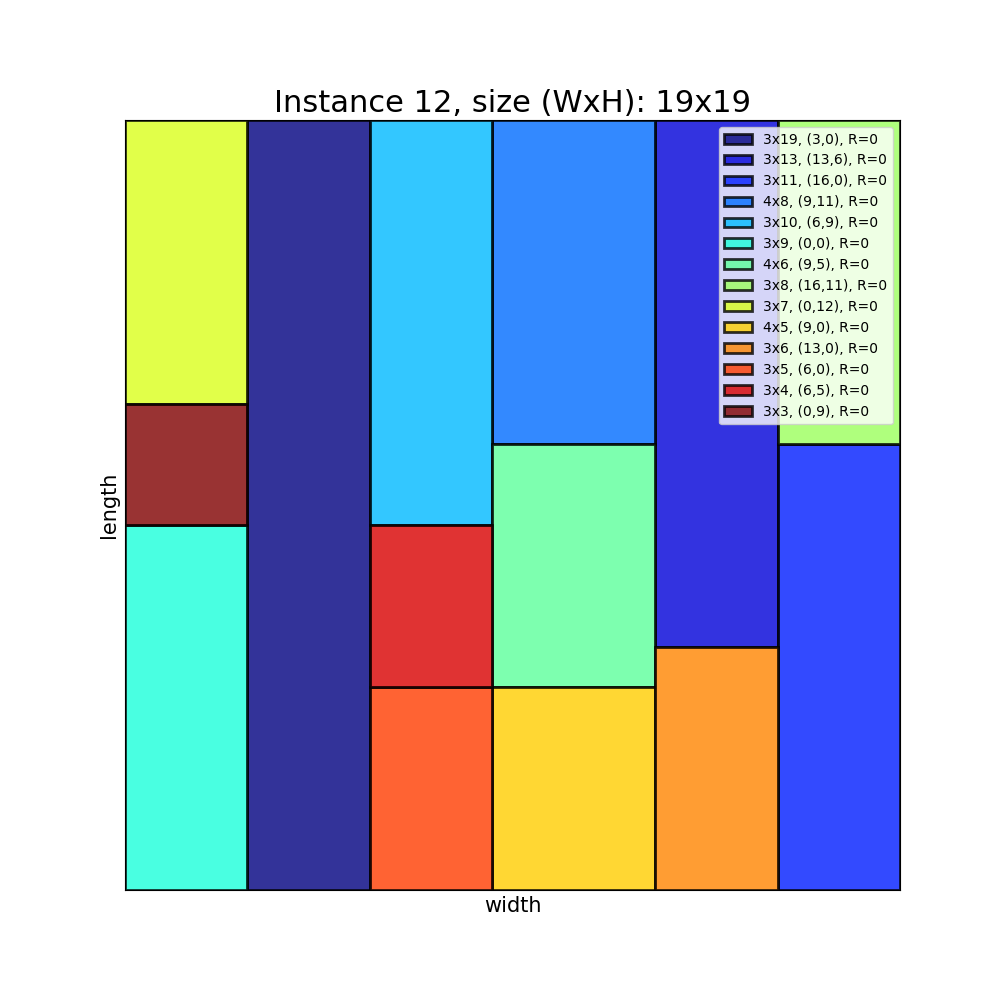 Instance 12, size (WxH): 19x19
3x19, (3,0), R=0
3x13, (13,6), R=0
3x11, (16,0), R=0
4x8, (9,11), R=0
3x10, (6,9), R=0
3x9, (0,0), R=0
4x6, (9,5), R=0
3x8, (16,11), R=0
3x7, (0,12), R=0
4x5, (9,0), R=0
3x6, (13,0), R=0
3x5, (6,0), R=0
3x4, (6,5), R=0
3x3, (0,9), R=0
length
width